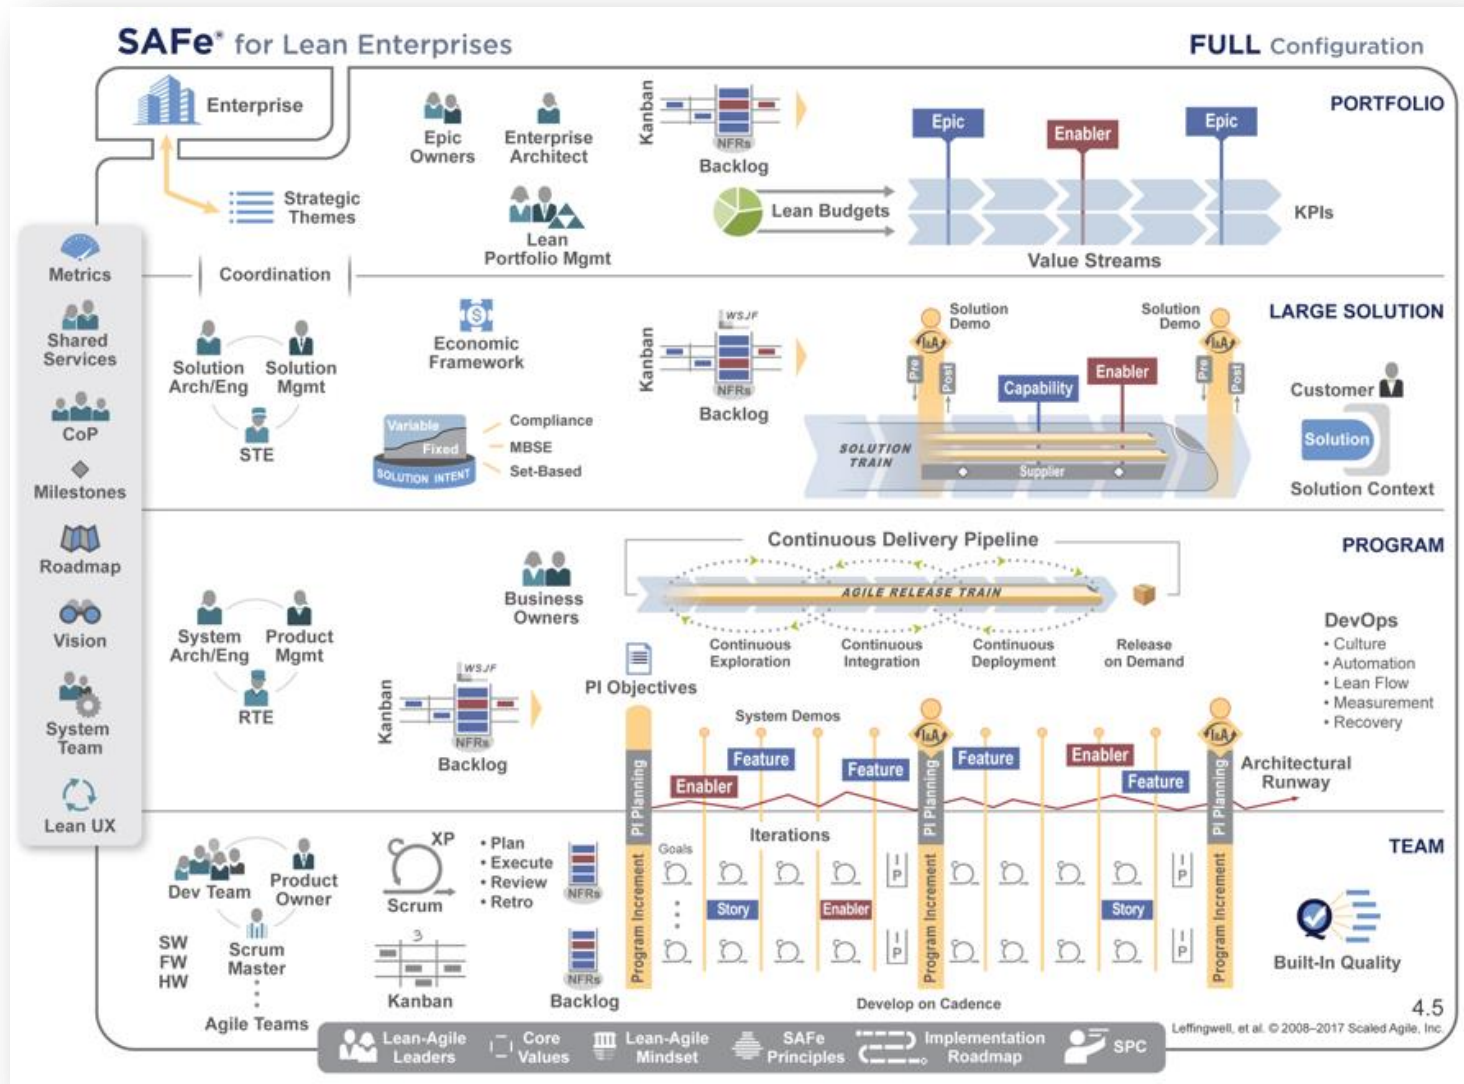 SAFe® for Lean Enterprises
FULL Configuration
PORTFOLIO
Enterprise
Strategic
Themes
Epic
Owners
Enterprise
Architect
Lean
Portfolio Mgmt
Kanban
NFRs
Backlog
Lean Budgets
Epic
Enabler
Epic
KPIs
Value Streams
Coordination
Metrics
Shared
Services
CoP
Milestones
Roadmap
Vision
System
Team
Lean UX
LARGE SOLUTION
Solution
Arch/Eng
Solution
Mgmt
STE
Economic
Framework
Variable
Fixed
SOLUTION INTENT
Compliance
MBSE
Set-Based
Kanban
WSJF
NFRs
Backlog
Solution
Demo
I&A
Pre
Post
Capability
Enabler
Solution
Demo
I&A
Pre
Post
SOLUTION
TRAIN
Supplier
Customer
Solution
Solution Context
PROGRAM
System
Arch/Eng
Product
Mgmt
RTE
Business
Owners
Kanban
WSJF
NFRs
Backlog
Continuous Delivery Pipeline
AGILE RELEASE TRAIN
Continuous
Exploration
Continuous
Integration
Continuous
Deployment
Release
on Demand
DevOps
• Culture
• Automation
• Lean Flow
• Measurement
• Recovery
PI Objectives
System Demos
I&A
I&A
PI Planning
Enabler
Feature
Feature
PI Planning
Feature
Enabler
Feature
PI Planning
Architectural
Runway
TEAM
Dev Team
Product
Owner
Scrum
Master
SW
FW
HW
Agile Teams
XP
Scrum
• Plan
• Execute
• Review
• Retro
3
Kanban
NFRs
NFRs
Backlog
Program Increment
Goals
Iterations
Story
Enabler
I
P
I
P
Program Increment
Story
I
P
I
P
Program Increment
Develop on Cadence
Built-In Quality
4.5
Leffingwell, et al. © 2008–2017 Scaled Agile, Inc.
Lean-Agile
Leaders
Core
Values
Lean-Agile
Mindset
SAFe
Principles
Implementation
Roadmap
SPC